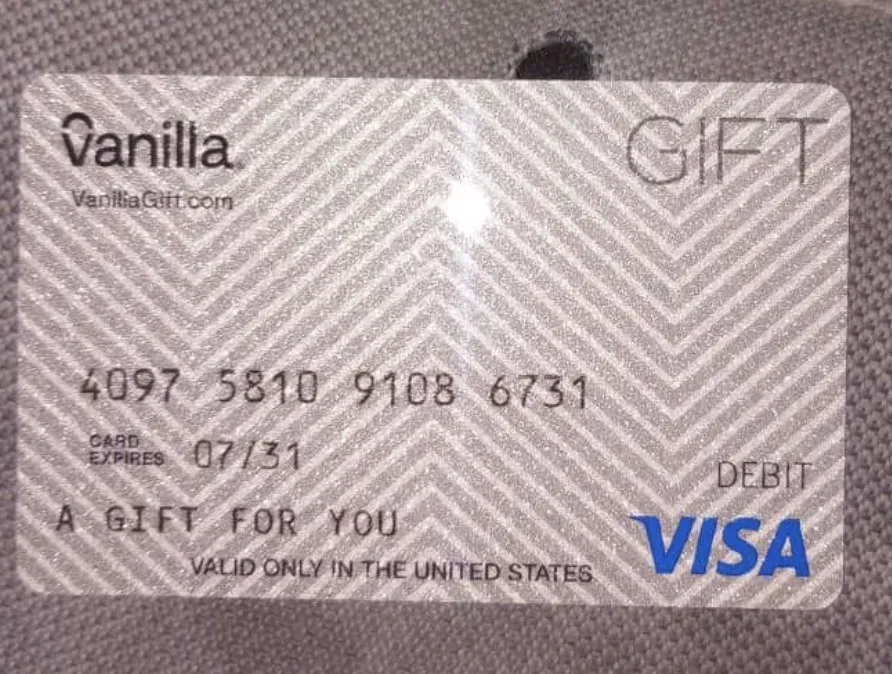 Vanilla
GIFT
VanillaGift.com
4097 5810 9108 6731
CARD
EXPIRES 07/31
DEBIT
A GIFT FOR YOU
VISA
VALID ONLY IN THE UNITED STATES